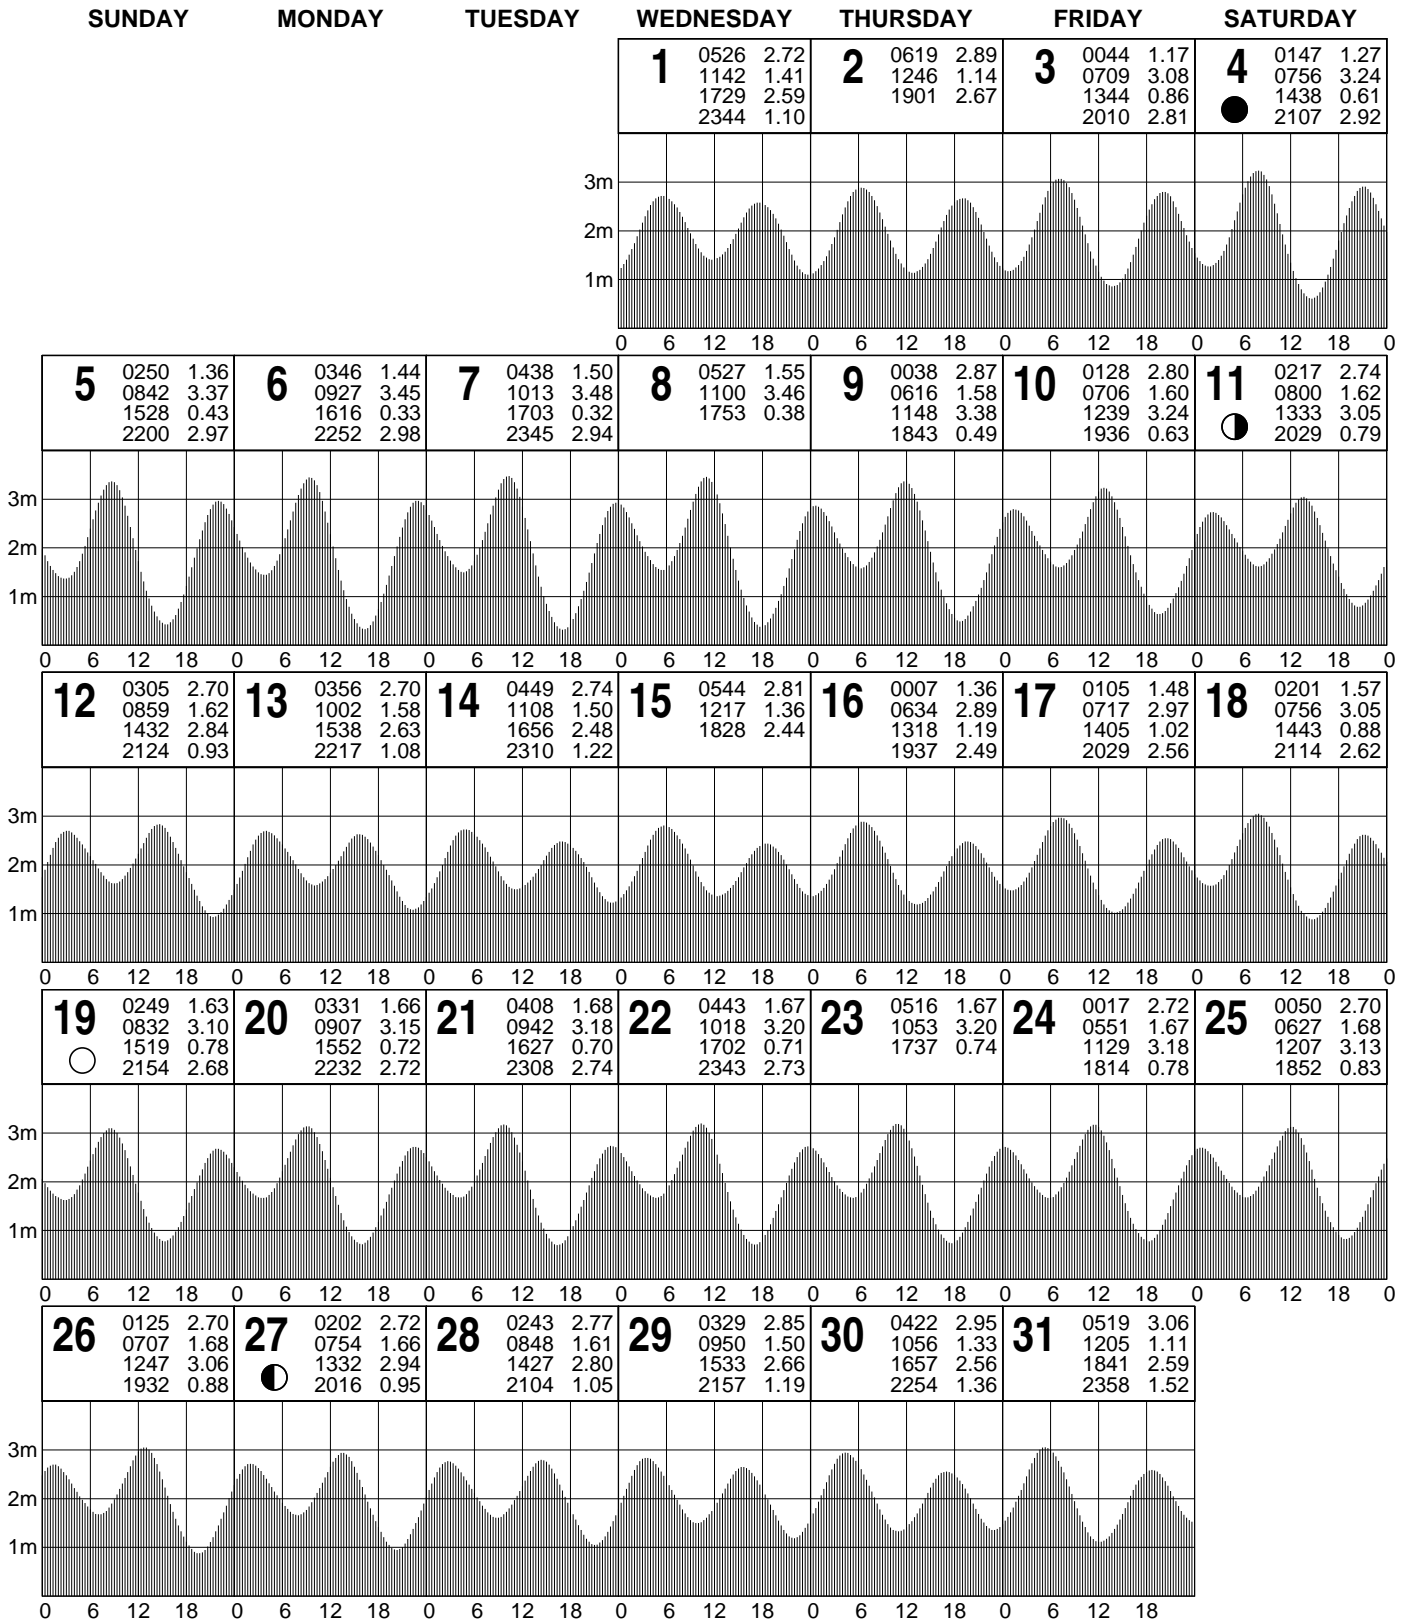 SUNDAY MONDAY TUESDAY WEDNESDAY THURSDAY FRIDAY SATURDAY
1 0526 2.72
1142 1.41
1729 2.59
2344 1.10
2 0619 2.89
1246 1.14
1901 2.67
3 0044 1.17
0709 3.08
1344 0.86
2010 2.81
4 0147 1.27
0756 3.24
1438 0.61
2107 2.92
3m
2m
1m
0 6 12 18 0 6 12 18 0 6 12 18 0 6 12 18 0
5 0250 1.36
0842 3.37
1528 0.43
2200 2.97
6 0346 1.44
0927 3.45
1616 0.33
2252 2.98
7 0438 1.50
1013 3.48
1703 0.32
2345 2.94
8 0527 1.55
1100 3.46
1753 0.38
9 0038 2.87
0616 1.58
1148 3.38
1843 0.49
10 0128 2.80
0706 1.60
1239 3.24
1936 0.63
11 0217 2.74
0800 1.62
1333 3.05
2029 0.79
3m
2m
1m
0 6 12 18 0 6 12 18 0 6 12 18 0 6 12 18 0 6 12 18 0 6 12 18 0 6 12 18 0
12 0305 2.70
0859 1.62
1432 2.84
2124 0.93
13 0356 2.70
1002 1.58
1538 2.63
2217 1.08
14 0449 2.74
1108 1.50
1656 2.48
2310 1.22
15 0544 2.81
1217 1.36
1828 2.44
16 0007 1.36
0634 2.89
1318 1.19
1937 2.49
17 0105 1.48
0717 2.97
1405 1.02
2029 2.56
18 0201 1.57
0756 3.05
1443 0.88
2114 2.62
3m
2m
1m
0 6 12 18 0 6 12 18 0 6 12 18 0 6 12 18 0 6 12 18 0 6 12 18 0 6 12 18 0
19 0249 1.63
0832 3.10
1519 0.78
2154 2.68
20 0331 1.66
0907 3.15
1552 0.72
2232 2.72
21 0408 1.68
0942 3.18
1627 0.70
2308 2.74
22 0443 1.67
1018 3.20
1702 0.71
2343 2.73
23 0516 1.67
1053 3.20
1737 0.74
24 0017 2.72
0551 1.67
1129 3.18
1814 0.78
25 0050 2.70
0627 1.68
1207 3.13
1852 0.83
3m
2m
1m
0 6 12 18 0 6 12 18 0 6 12 18 0 6 12 18 0 6 12 18 0 6 12 18 0 6 12 18 0
26 0125 2.70
0707 1.68
1247 3.06
1932 0.88
27 0202 2.72
0754 1.66
1332 2.94
2016 0.95
28 0243 2.77
0848 1.61
1427 2.80
2104 1.05
29 0329 2.85
0950 1.50
1533 2.66
2157 1.19
30 0422 2.95
1056 1.33
1657 2.56
2254 1.36
31 0519 3.06
1205 1.11
1841 2.59
2358 1.52
3m
2m
1m
0 6 12 18 0 6 12 18 0 6 12 18 0 6 12 18 0 6 12 18 0 6 12 18 0